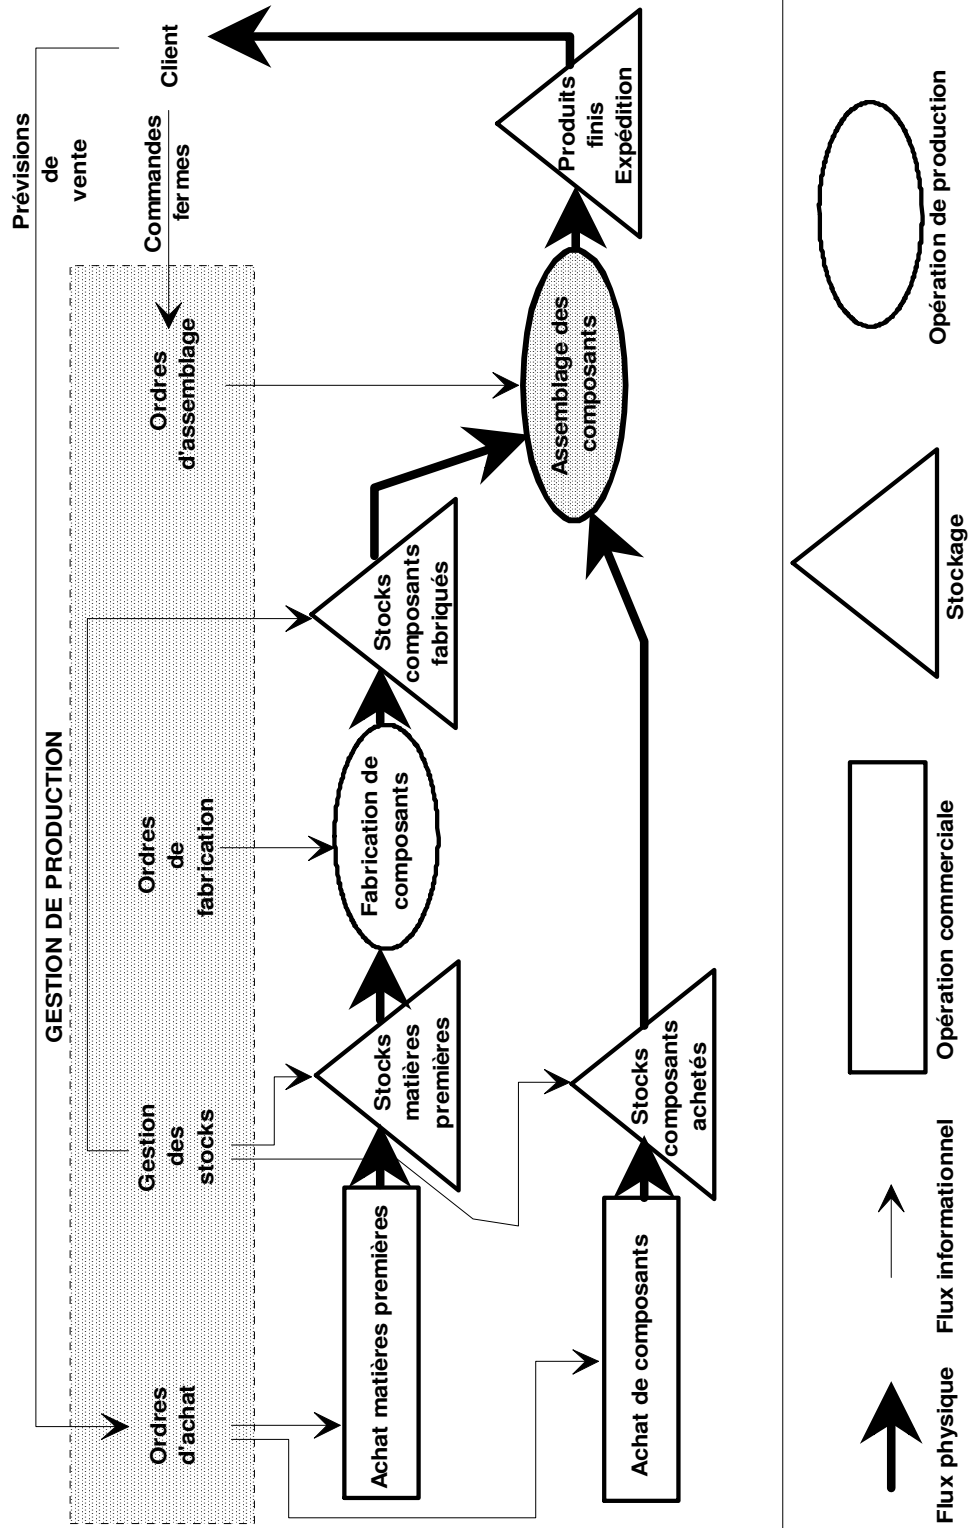 Prévisions
de
vente
Client
Commandes
fermes
GESTION DE PRODUCTION
Ordres
d'achat
Gestion
des
stocks
Ordres
de
fabrication
Ordres
d'assemblage
Achat matières premières
Stocks
matières
premières
Fabrication de
composants
Stocks
composants
fabriqués
Achat de composants
Stocks
composants
achetés
Assemblage des
composants
Produits
finis
Expédition
Flux physique
Flux informationnel
Opération commerciale
Stockage
Opération de production